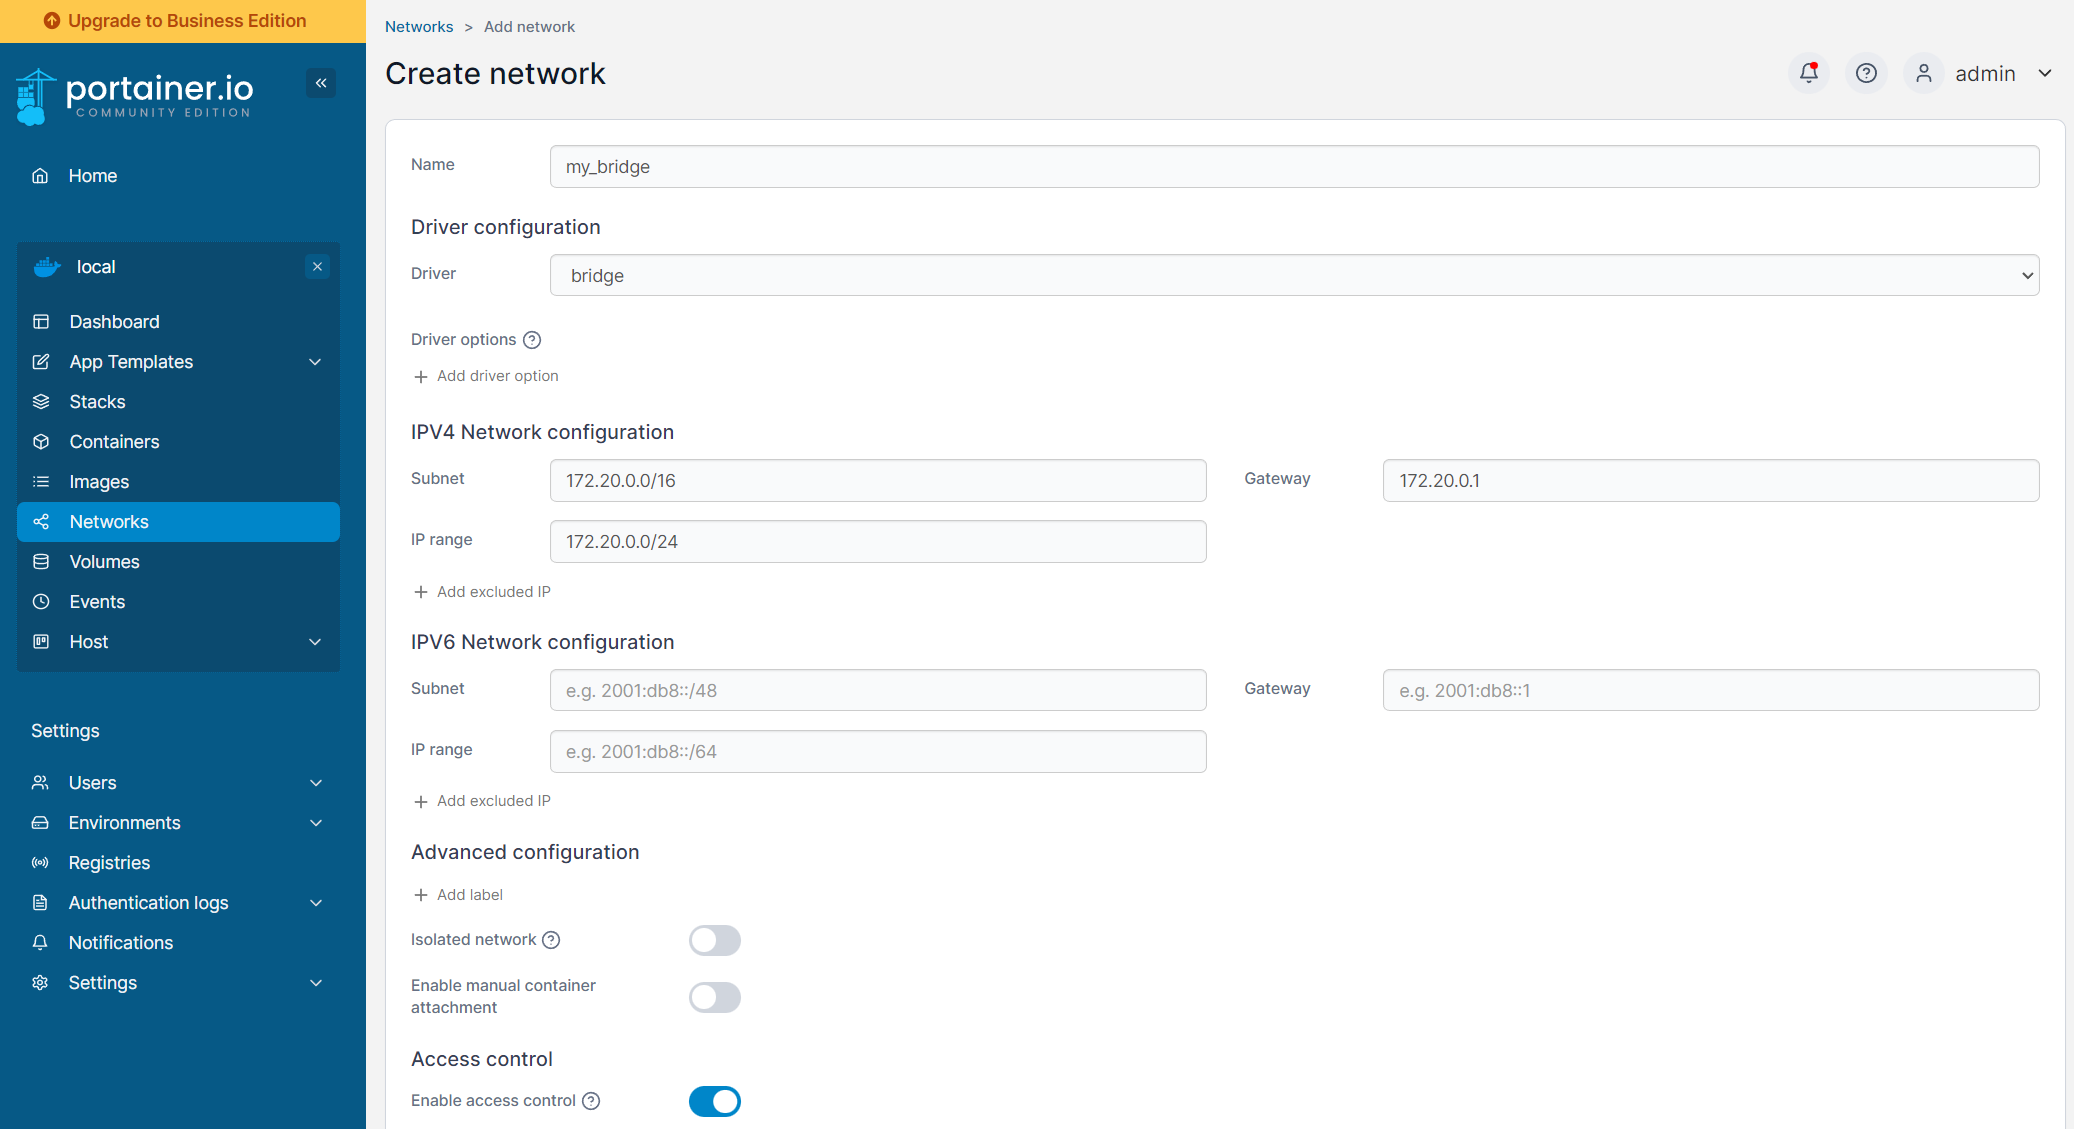 Upgrade to Business Edition
portainer.io
COMMUNITY EDITION
Home
local
Dashboard
App Templates
Stacks
Containers
Images
Networks
Volumes
Events
Host
Settings
Users
Environments
Registries
Authentication logs
Notifications
Settings
Networks > Add network
Create network
admin
Name my_bridge
Driver configuration
Driver bridge
Driver options
Add driver option
IPV4 Network configuration
Subnet 172.20.0.0/16 Gateway 172.20.0.1
IP range 172.20.0.0/24
Add excluded IP
IPV6 Network configuration
Subnet e.g. 2001:db8::/48 Gateway e.g. 2001:db8::1
IP range e.g. 2001:db8::/64
Add excluded IP
Advanced configuration
Add label
Isolated network
Enable manual container
attachment
Access control
Enable access control